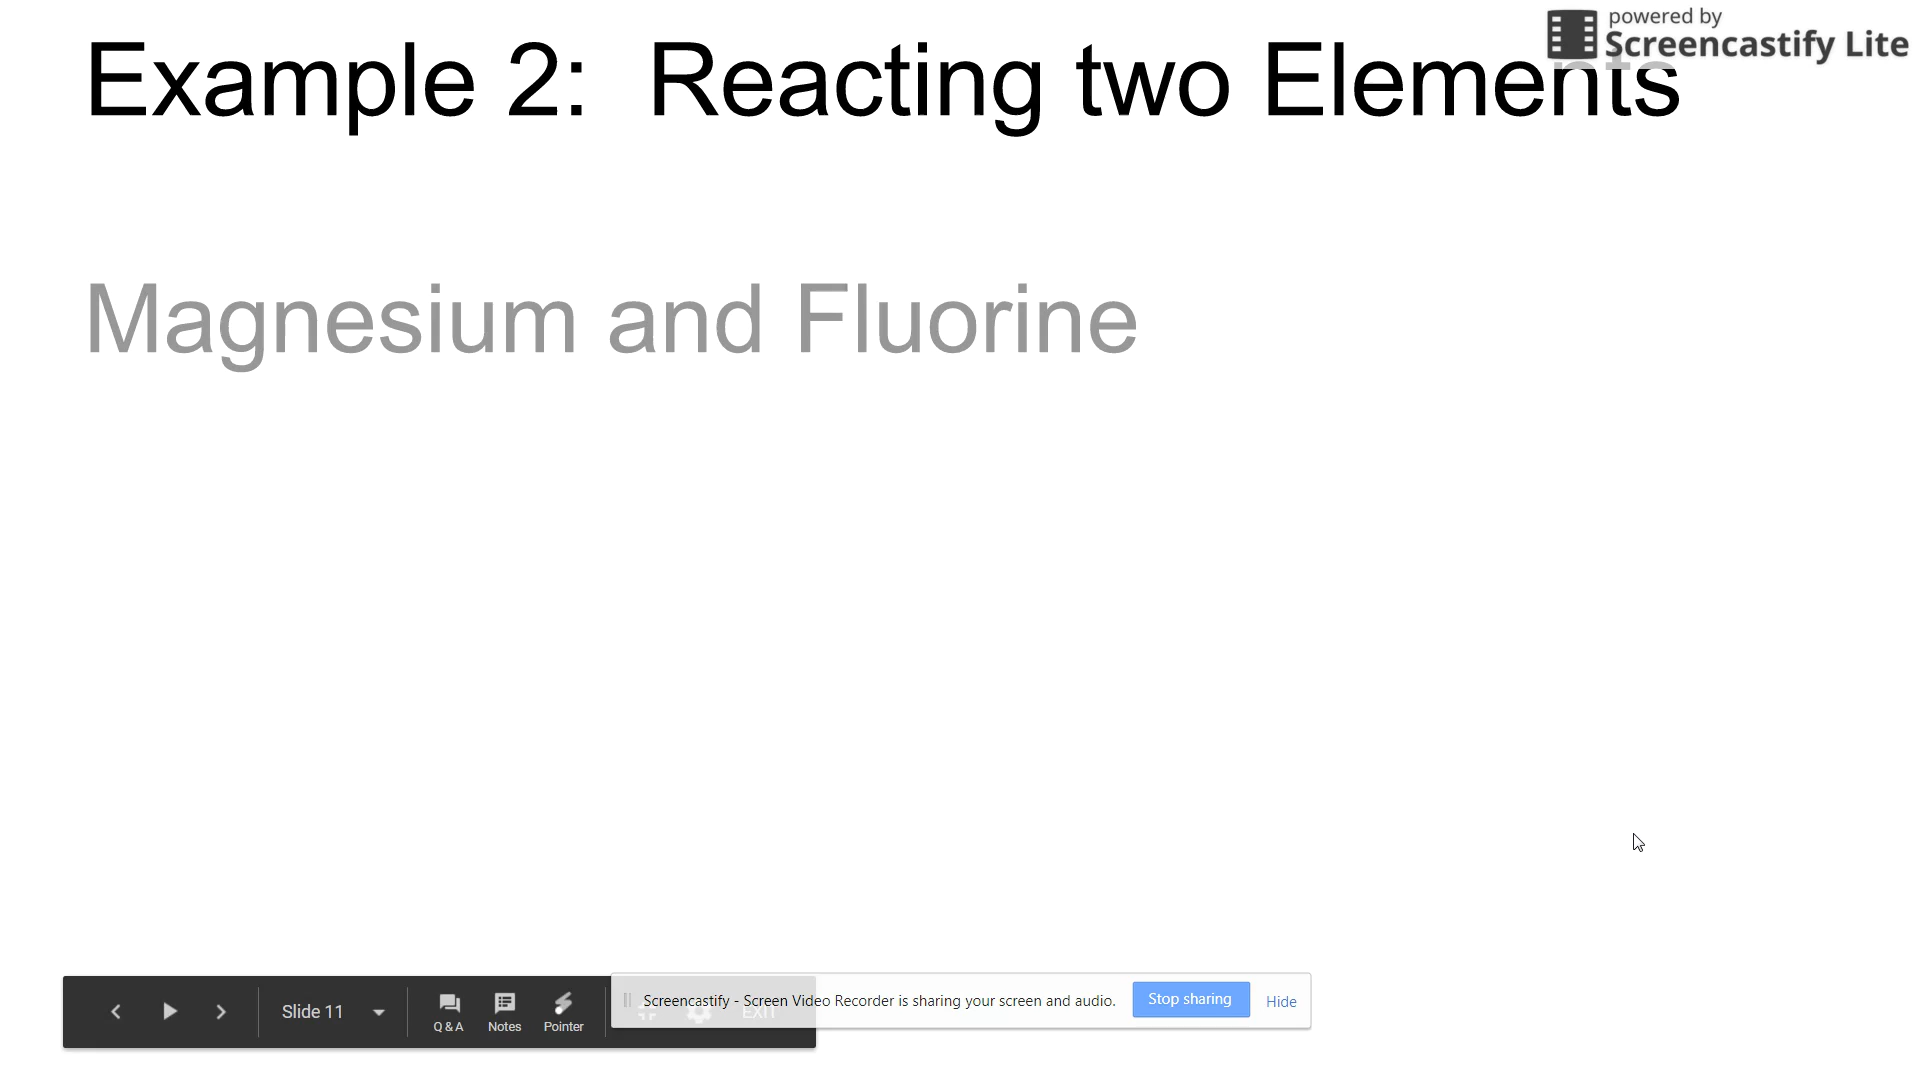 powered by
Screencastify Lite
Example 2: Reacting two Elements
Magnesium and Fluorine
Slide 11
Q & A
Notes
Pointer
EXIT
Screencastify - Screen Video Recorder is sharing your screen and audio.
Stop sharing
Hide